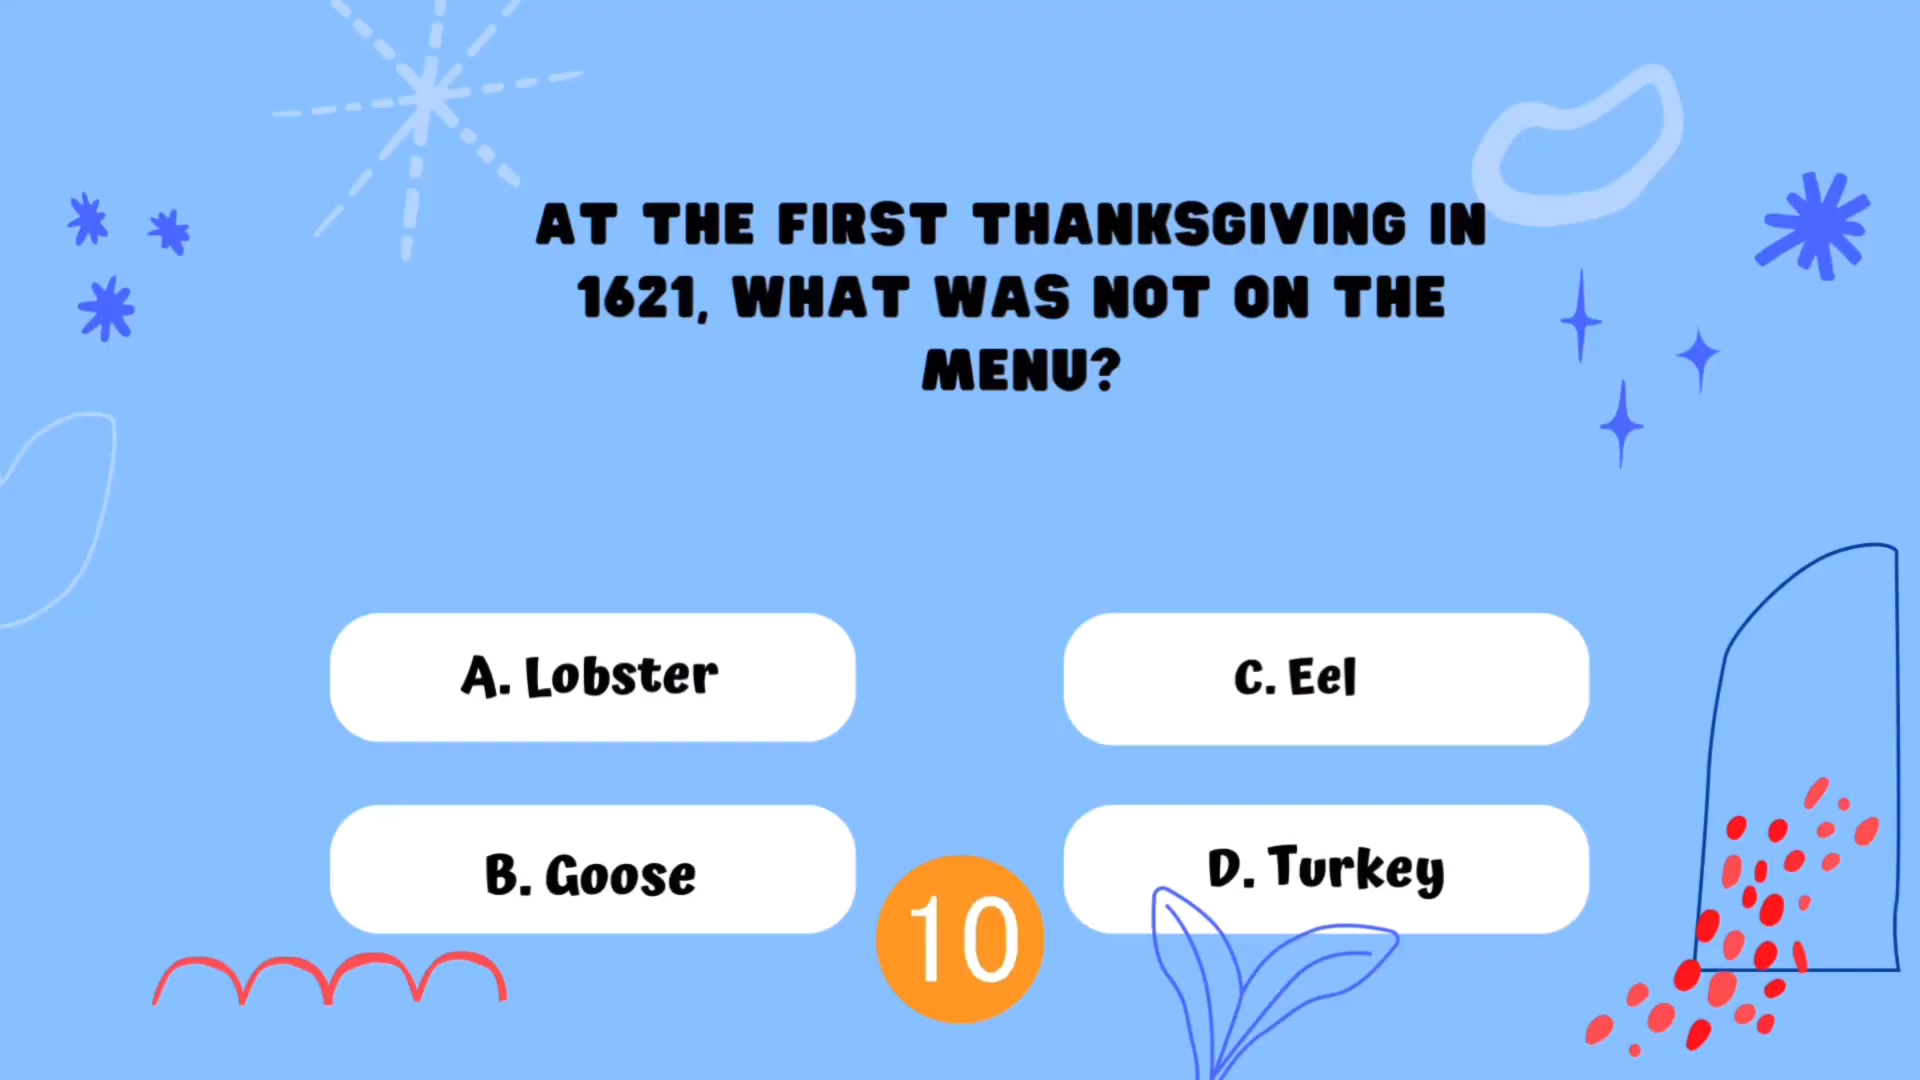 AT THE FIRST THANKSGIVING IN
1621, WHAT WAS NOT ON THE
MENU?
A. Lobster
C. Eel
B. Goose
D. Turkey
10